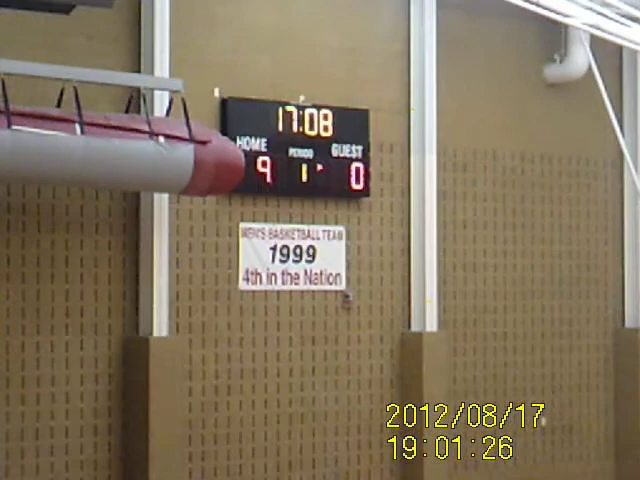 17:08
HOME PERIOD GUEST
9 1 0
MEN'S BASKETBALL TEAM
1999
4th in the Nation
2012/08/17
19:01:26